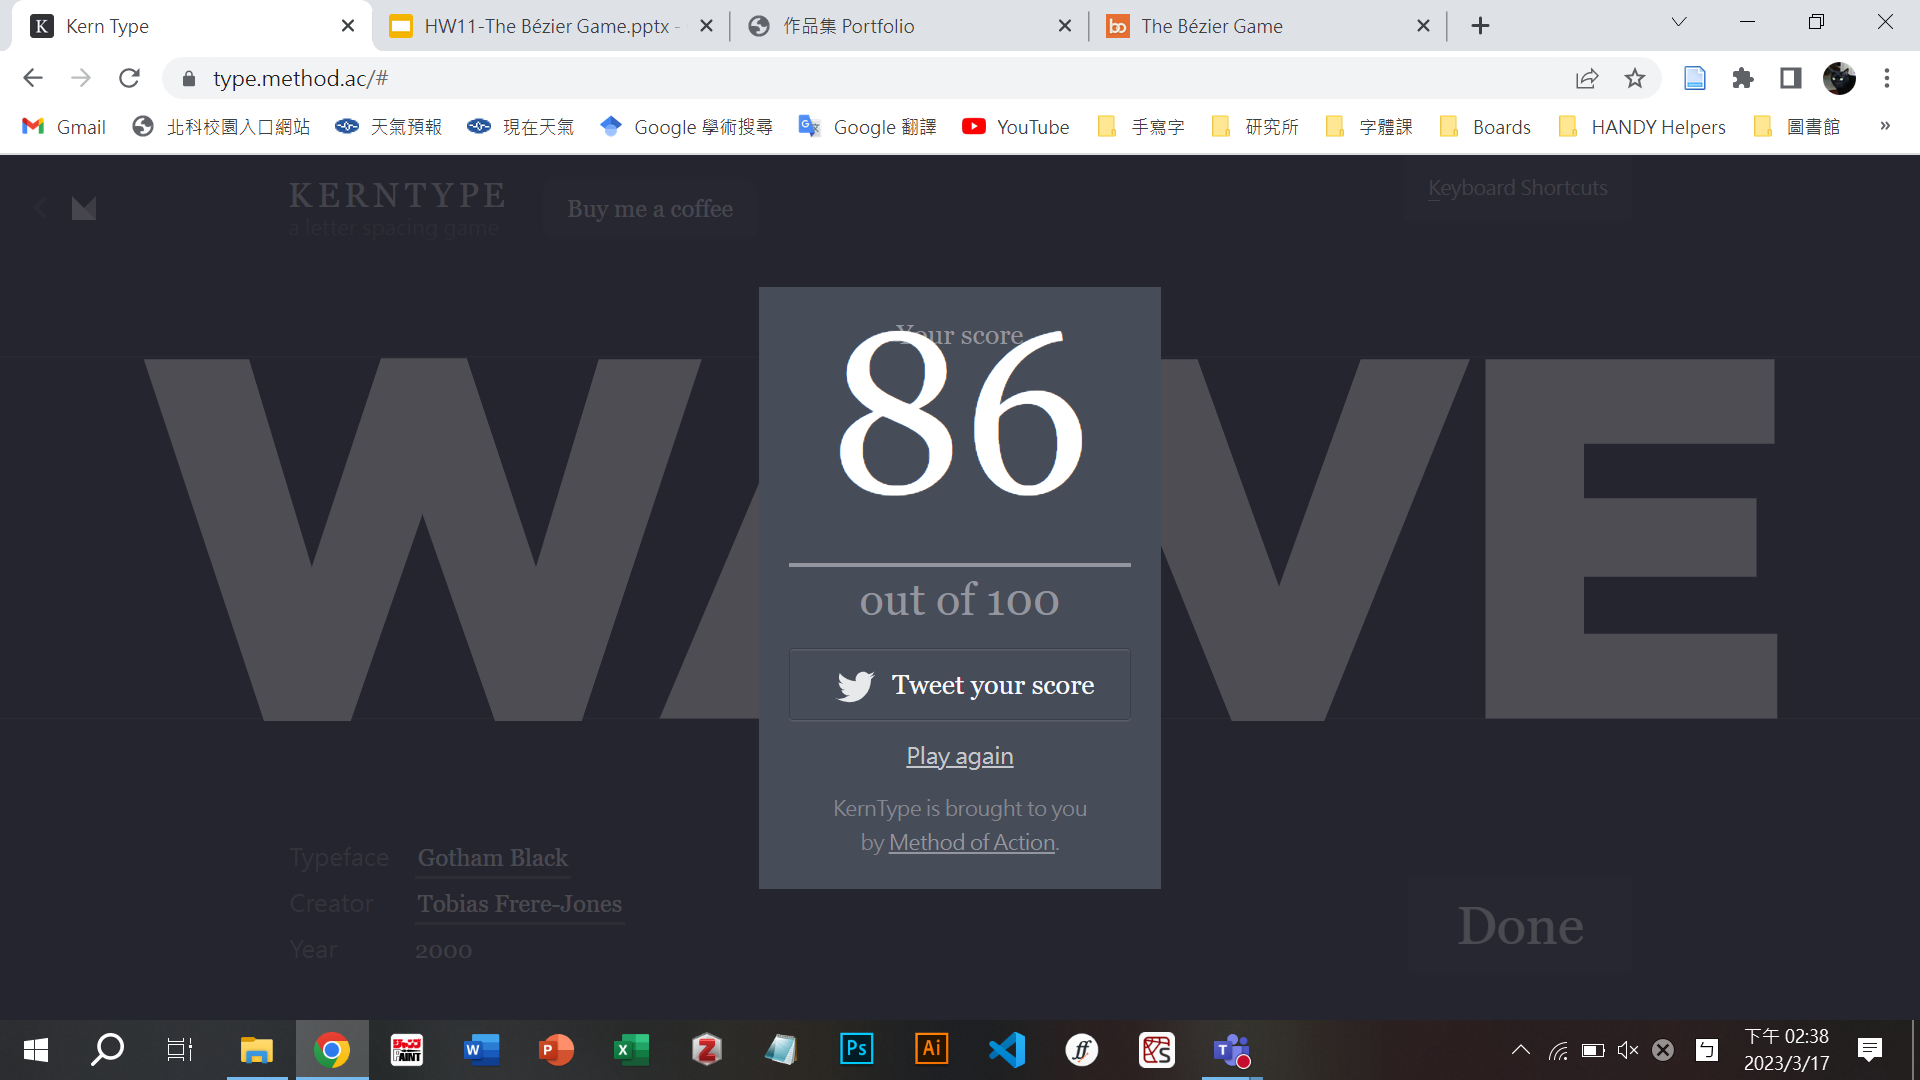 Kern Type
HW11-The Bézier Game.pptx -
作品集 Portfolio
The Bézier Game
type.method.ac/#
Gmail
北科校園入口網站
天氣預報
現在天氣
Google 學術搜尋
Google 翻譯
YouTube
手寫字
研究所
字體課
Boards
HANDY Helpers
圖書館
»
KERNTYPE
a letter spacing game
Buy me a coffee
Keyboard Shortcuts
WAVE
Your score
86
out of 100
Tweet your score
Play again
KernType is brought to you
by Method of Action.
Typeface Gotham Black
Creator Tobias Frere-Jones
Year 2000
Done
下午 02:38
2023/3/17